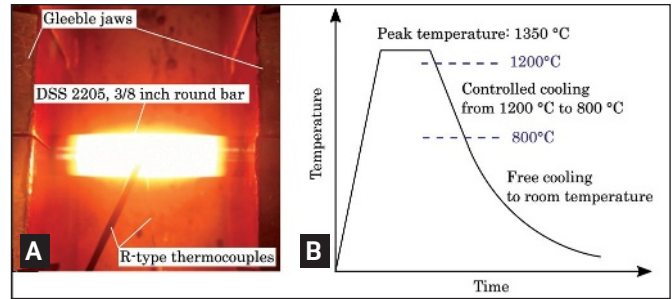 Gleeble jaws
DSS 2205, 3/8 inch round bar
R-type thermocouples
A
Temperature
Peak temperature: 1350 °C
1200°C
Controlled cooling
from 1200 °C to 800 °C
800°C
Free cooling
to room temperature
B
Time